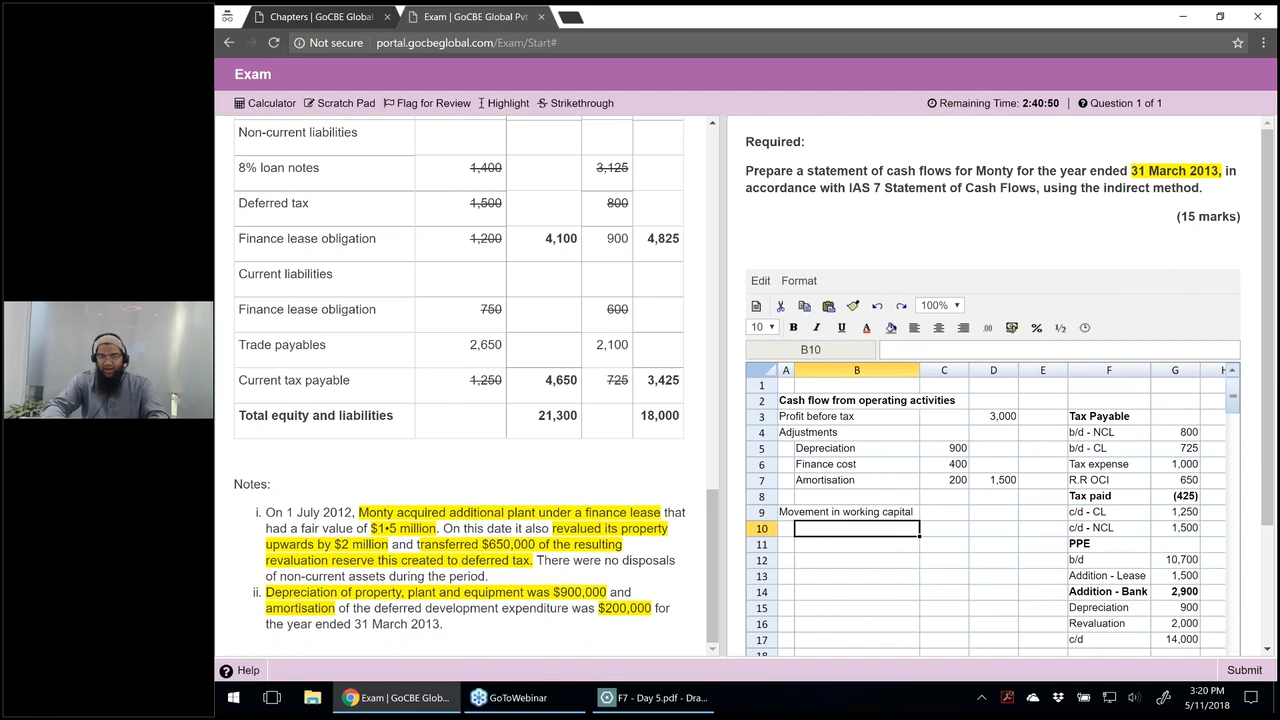 Chapters | GoCBE Global
Exam | GoCBE Global Pvt
Not secure | portal.gocbeglobal.com/Exam/Start#
Exam
Calculator Scratch Pad Flag for Review Highlight Strikethrough Remaining Time: 2:40:50 | Question 1 of 1
Non-current liabilities
8% loan notes 1,400 3,125
Deferred tax 1,500 800
Finance lease obligation 1,200 4,100 900 4,825
Current liabilities
Finance lease obligation 750 600
Trade payables 2,650 2,100
Current tax payable 1,250 4,650 725 3,425
Total equity and liabilities 21,300 18,000
Notes:
i. On 1 July 2012, Monty acquired additional plant under a finance lease that
had a fair value of $1•5 million. On this date it also revalued its property
upwards by $2 million and transferred $650,000 of the resulting
revaluation reserve this created to deferred tax. There were no disposals
of non-current assets during the period.
ii. Depreciation of property, plant and equipment was $900,000 and
amortisation of the deferred development expenditure was $200,000 for
the year ended 31 March 2013.
Required:
Prepare a statement of cash flows for Monty for the year ended 31 March 2013, in
accordance with IAS 7 Statement of Cash Flows, using the indirect method.
(15 marks)
Edit Format
100%
10 B I U A .00 % 1/2
B10
A B C D E F G H
1
2 Cash flow from operating activities
3 Profit before tax 3,000 Tax Payable
4 Adjustments b/d - NCL 800
5 Depreciation 900 b/d - CL 725
6 Finance cost 400 Tax expense 1,000
7 Amortisation 200 1,500 R.R OCI 650
8 Tax paid (425)
9 Movement in working capital c/d - CL 1,250
10 c/d - NCL 1,500
11 PPE
12 b/d 10,700
13 Addition - Lease 1,500
14 Addition - Bank 2,900
15 Depreciation 900
16 Revaluation 2,000
17 c/d 14,000
18
Help Submit
Exam | GoCBE Glob... GoToWebinar F7 - Day 5.pdf - Dra...
3:20 PM
5/11/2018